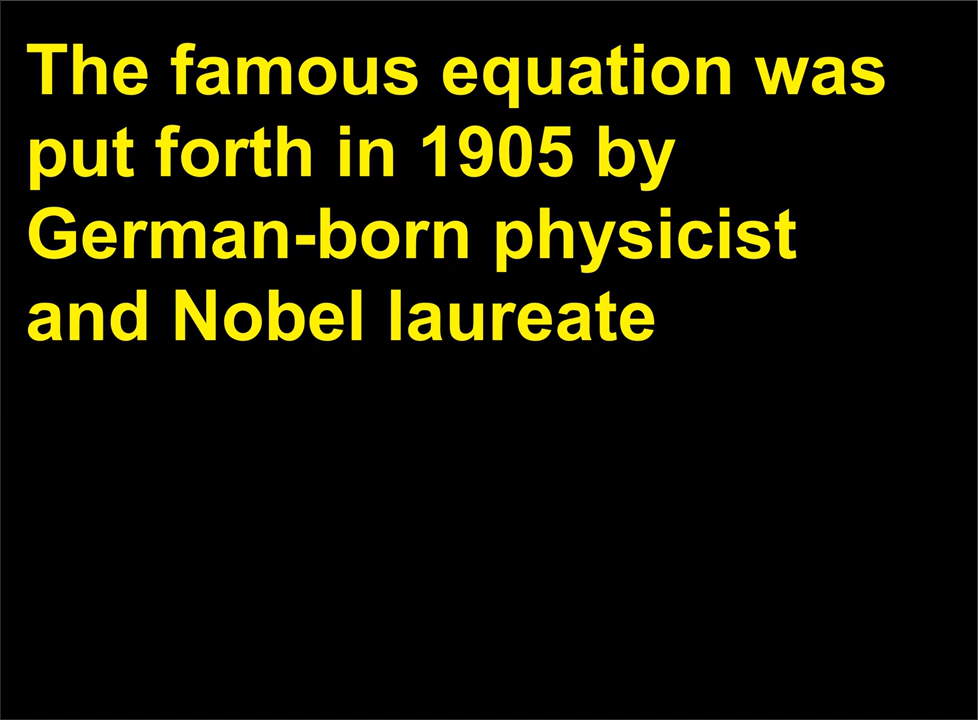 The famous equation was
put forth in 1905 by
German-born physicist
and Nobel laureate